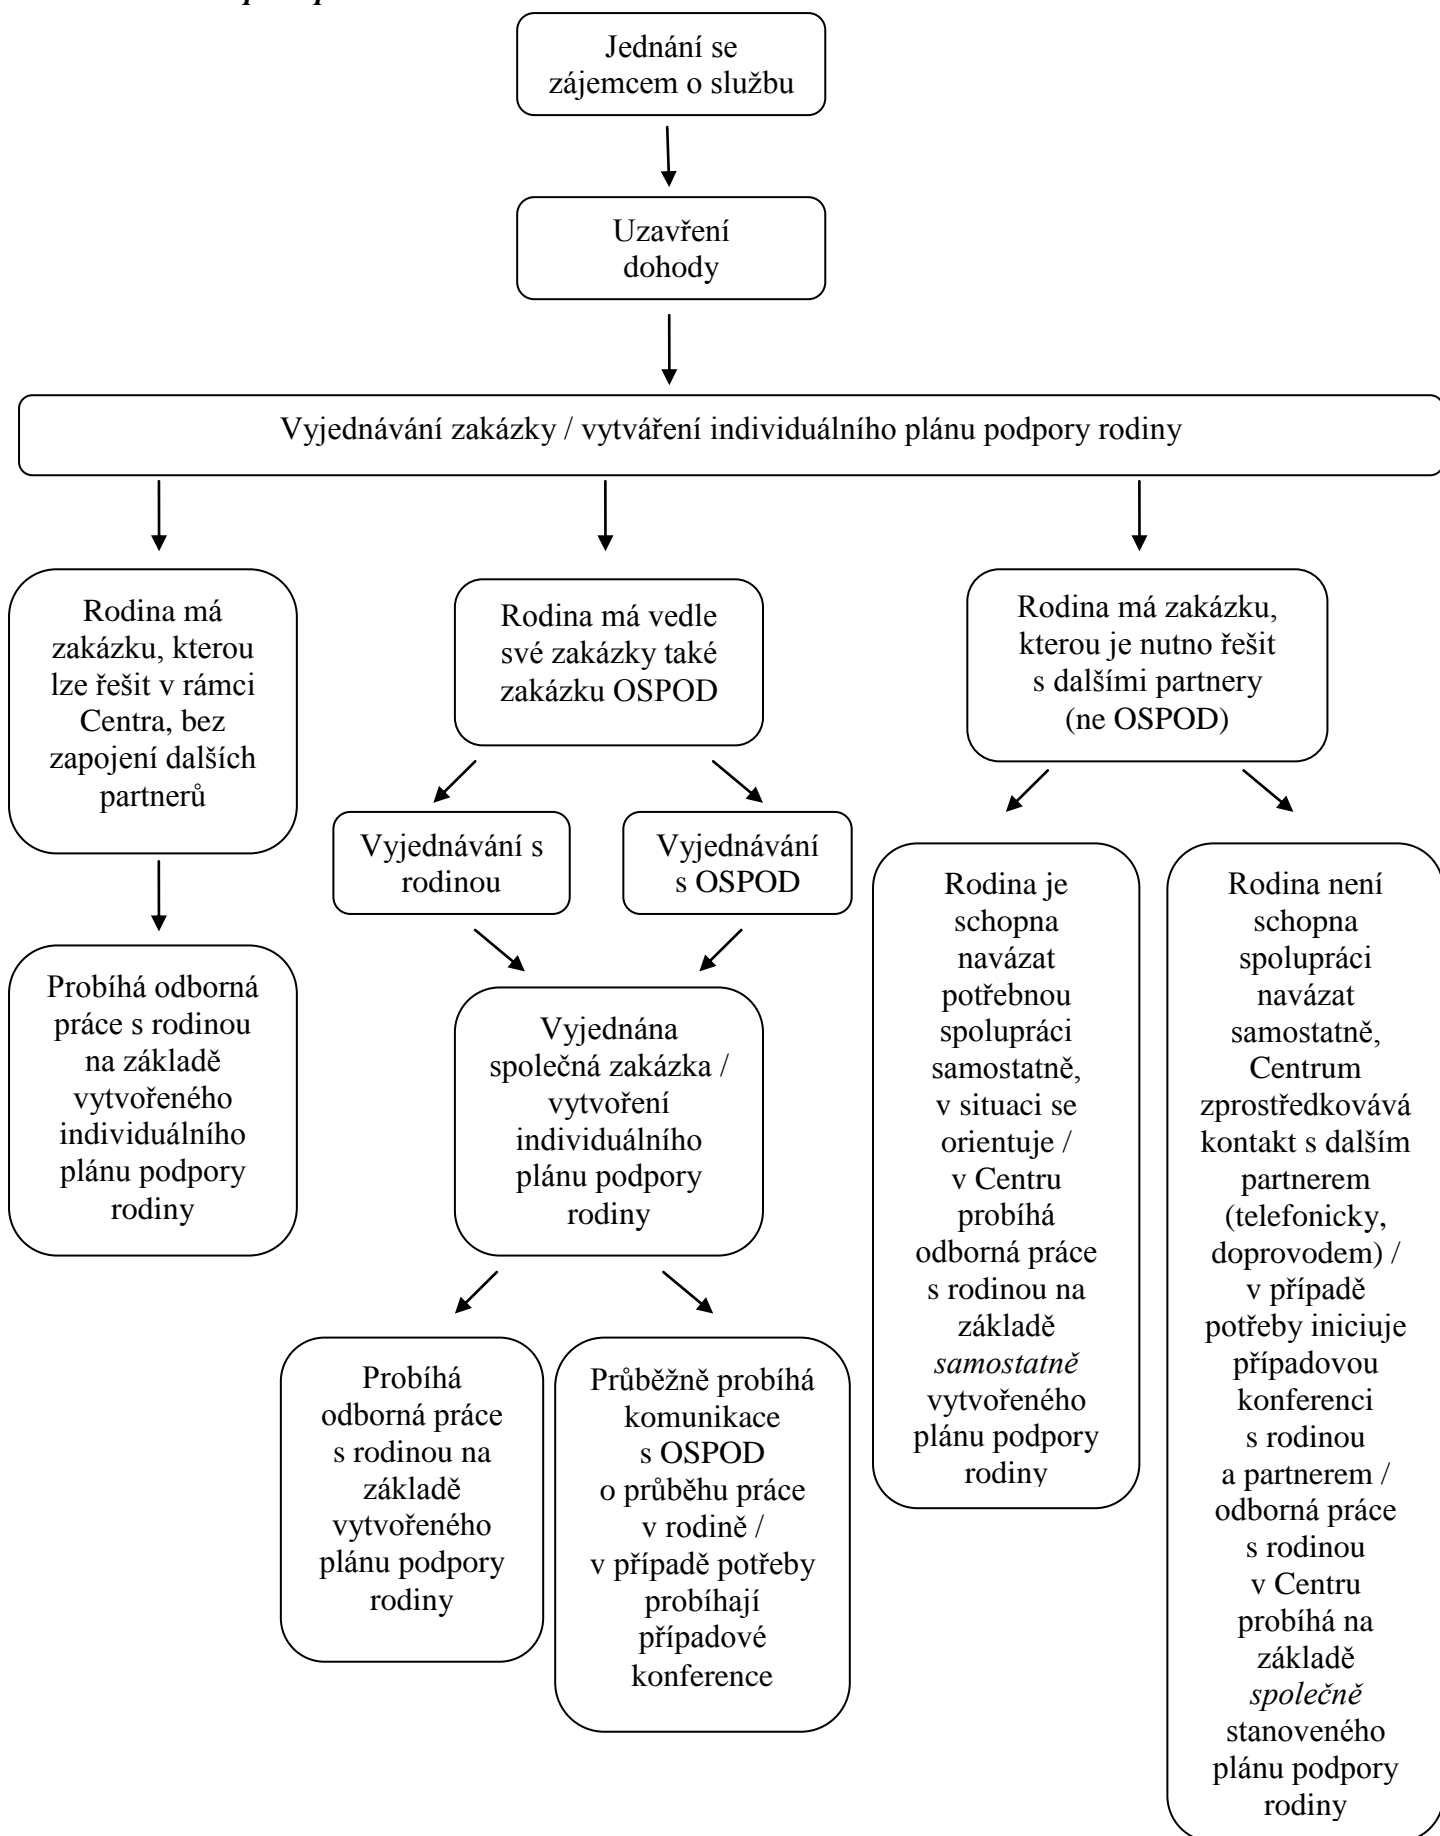 Jednání se
zájemcem o službu
Uzavření
dohody
Vyjednávání zakázky / vytváření individuálního plánu podpory rodiny
Rodina má
zakázku, kterou
lze řešit v rámci
Centra, bez
zapojení dalších
partnerů
Rodina má vedle
své zakázky také
zakázku OSPOD
Rodina má zakázku,
kterou je nutno řešit
s dalšími partnery
(ne OSPOD)
Vyjednávání s
rodinou
Vyjednávání
s OSPOD
Probíhá odborná
práce s rodinou
na základě
vytvořeného
individuálního
plánu podpory
rodiny
Vyjednána
společná zakázka /
vytvoření
individuálního
plánu podpory
rodiny
Probíhá
odborná práce
s rodinou na
základě
vytvořeného
plánu podpory
rodiny
Průběžně probíhá
komunikace
s OSPOD
o průběhu práce
v rodině /
v případě potřeby
probíhají
případové
konference
Rodina je
schopna
navázat
potřebnou
spolupráci
samostatně,
v situaci se
orientuje /
v Centru
probíhá
odborná práce
s rodinou na
základě
samostatně
vytvořeného
plánu podpory
rodiny
Rodina není
schopna
spolupráci
navázat
samostatně,
Centrum
zprostředkovává
kontakt s dalším
partnerem
(telefonicky,
doprovodem) /
v případě
potřeby iniciuje
případovou
konferenci
s rodinou
a partnerem /
odborná práce
s rodinou
v Centru
probíhá na
základě
společně
stanoveného
plánu podpory
rodiny